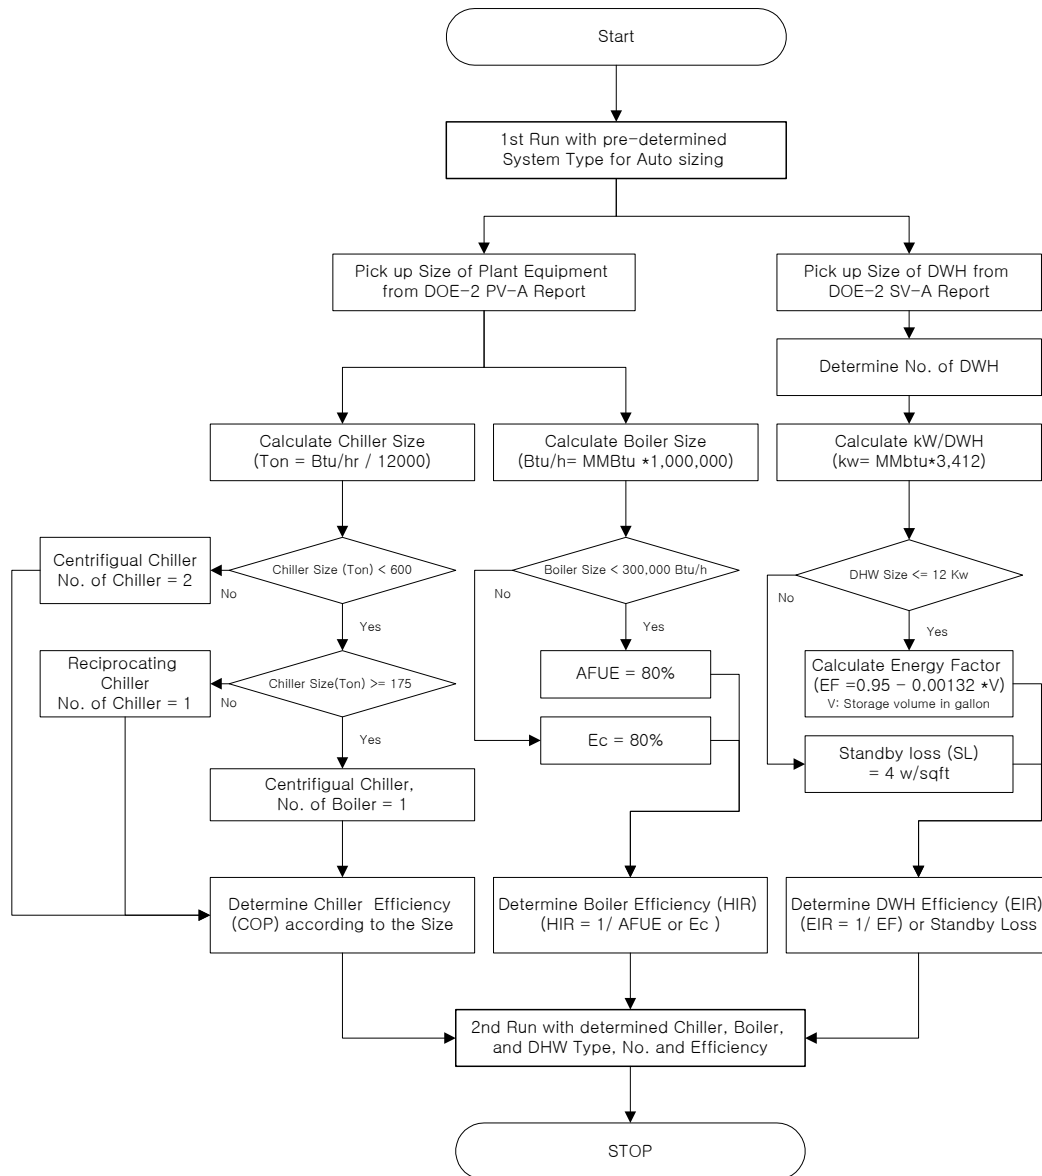 Start
1st Run with pre-determined
System Type for Auto sizing
Pick up Size of Plant Equipment
from DOE-2 PV-A Report
Pick up Size of DWH from
DOE-2 SV-A Report
Determine No. of DWH
Calculate Chiller Size
(Ton = Btu/hr / 12000)
Calculate Boiler Size
(Btu/h= MMBtu *1,000,000)
Calculate kW/DWH
(kw= MMbtu*3,412)
Centrifigual Chiller
No. of Chiller = 2
Chiller Size (Ton) < 600
Boiler Size < 300,000 Btu/h
DHW Size <= 12 Kw
No
No
No
Yes
Yes
Yes
Reciprocating
Chiller
No. of Chiller = 1
Chiller Size(Ton) >= 175
No
Yes
AFUE = 80%
Calculate Energy Factor
(EF =0.95 - 0.00132 *V)
V: Storage volume in gallon
Ec = 80%
Standby loss (SL)
= 4 w/sqft
Centrifigual Chiller,
No. of Boiler = 1
Determine Chiller Efficiency
(COP) according to the Size
Determine Boiler Efficiency (HIR)
(HIR = 1/ AFUE or Ec )
Determine DWH Efficiency (EIR)
(EIR = 1/ EF) or Standby Loss
2nd Run with determined Chiller, Boiler,
and DHW Type, No. and Efficiency
STOP